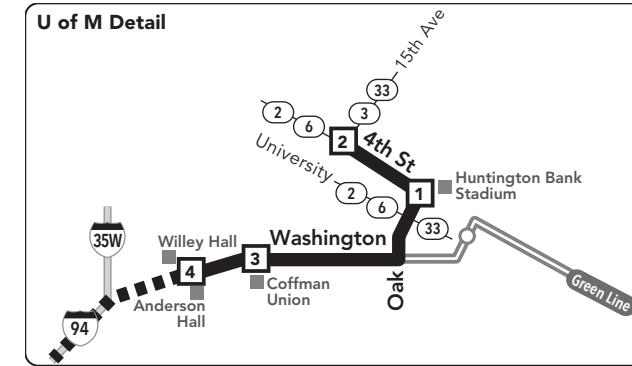 U of M Detail
15th Ave
33
3
2
6
2
4th St
University
2
6
33
1
Huntington Bank
Stadium
35W
Willey Hall
Washington
3
4
Coffman
Union
Anderson
Hall
Oak
Green Line
94